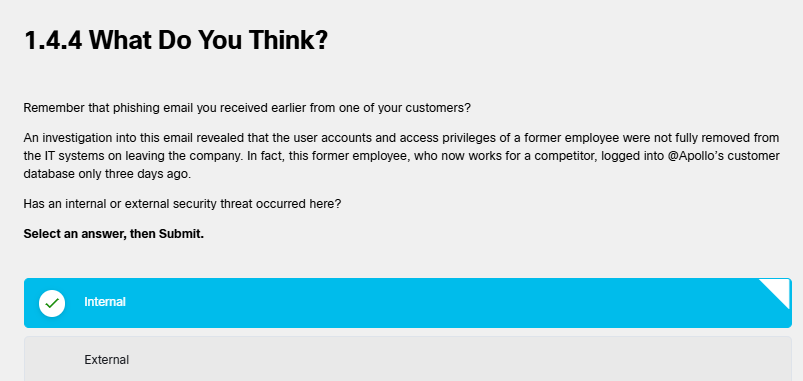 1.4.4 What Do You Think?
Remember that phishing email you received earlier from one of your customers?
An investigation into this email revealed that the user accounts and access privileges of a former employee were not fully removed from
the IT systems on leaving the company. In fact, this former employee, who now works for a competitor, logged into @Apollo's customer
database only three days ago.
Has an internal or external security threat occurred here?
Select an answer, then Submit.
Internal
External